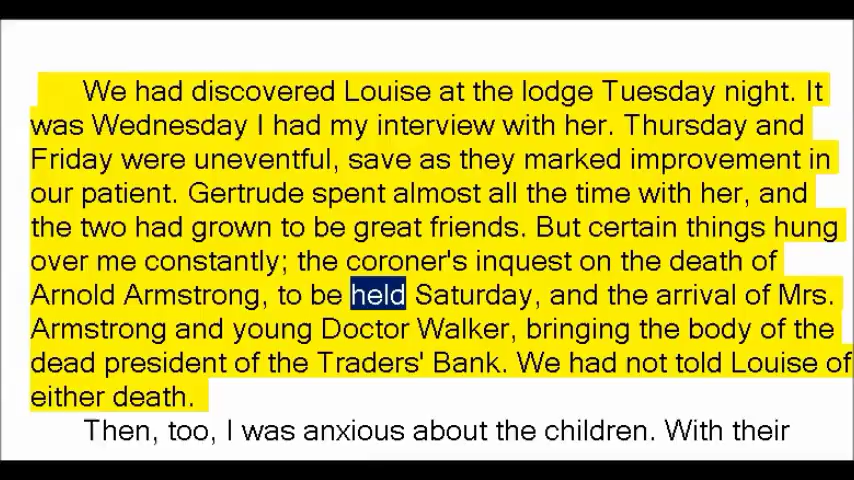 We had discovered Louise at the lodge Tuesday night. It
was Wednesday I had my interview with her. Thursday and
Friday were uneventful, save as they marked improvement in
our patient. Gertrude spent almost all the time with her, and
the two had grown to be great friends. But certain things hung
over me constantly; the coroner's inquest on the death of
Arnold Armstrong, to be held Saturday, and the arrival of Mrs.
Armstrong and young Doctor Walker, bringing the body of the
dead president of the Traders' Bank. We had not told Louise of
either death.
Then, too, I was anxious about the children. With their